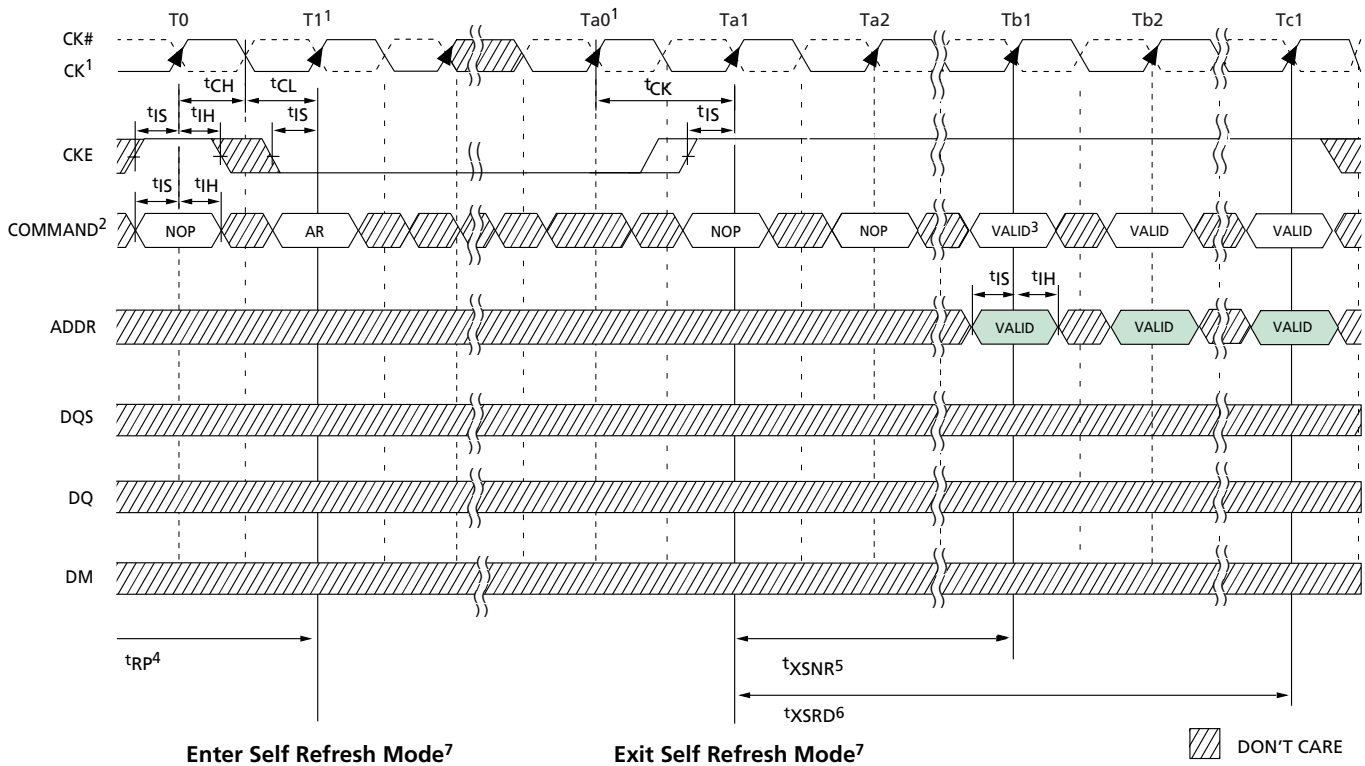 T0 T1¹ Ta0¹ Ta1 Ta2 Tb1 Tb2 Tc1
CK#
CK¹
tCH tCL tCK
tIS tIH tIS tIS
CKE
tIS tIH
COMMAND² NOP AR NOP NOP VALID³ VALID VALID
tIS tIH
ADDR VALID VALID VALID
DQS
DQ
DM
tRP⁴ tXSNR⁵
tXSRD⁶
Enter Self Refresh Mode⁷ Exit Self Refresh Mode⁷ DON'T CARE